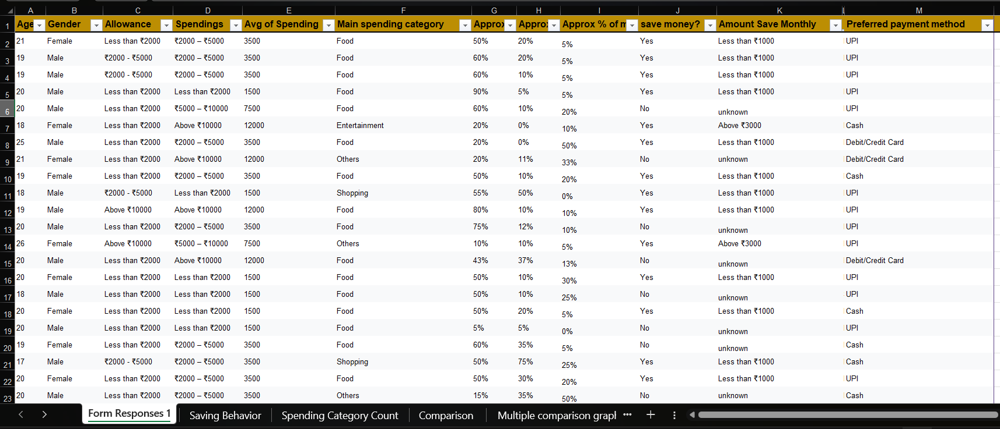 A B C D E F G H I J K L M
1 Age Gender Allowance Spendings Avg of Spending Main spending category Approx Approx Approx % of m save money? Amount Save Monthly Preferred payment method
2 21 Female Less than ₹2000 ₹2000 – ₹5000 3500 Food 50% 20% 5% Yes Less than ₹1000 UPI
3 19 Male ₹2000 - ₹5000 ₹2000 – ₹5000 3500 Food 60% 20% 5% Yes Less than ₹1000 UPI
4 19 Male ₹2000 - ₹5000 ₹2000 – ₹5000 3500 Food 60% 10% 5% Yes Less than ₹1000 UPI
5 20 Male Less than ₹2000 Less than ₹2000 1500 Food 90% 5% 5% Yes Less than ₹1000 UPI
6 20 Male Less than ₹2000 ₹5000 – ₹10000 7500 Food 60% 10% 20% No unknown UPI
7 18 Female Less than ₹2000 Above ₹10000 12000 Entertainment 20% 0% 10% Yes Above ₹3000 Cash
8 25 Male Less than ₹2000 ₹2000 – ₹5000 3500 Food 20% 0% 50% Yes Less than ₹1000 Debit/Credit Card
9 21 Female Less than ₹2000 Above ₹10000 12000 Others 20% 11% 33% No unknown Debit/Credit Card
10 19 Female Less than ₹2000 ₹2000 – ₹5000 3500 Food 50% 10% 20% Yes Less than ₹1000 Cash
11 18 Male ₹2000 - ₹5000 Less than ₹2000 1500 Shopping 55% 50% 0% Yes Less than ₹1000 UPI
12 19 Male Above ₹10000 Above ₹10000 12000 Food 80% 10% 10% Yes Less than ₹1000 UPI
13 20 Male Less than ₹2000 ₹2000 – ₹5000 3500 Food 75% 12% 10% No unknown UPI
14 26 Female Above ₹10000 ₹5000 – ₹10000 7500 Others 10% 10% 5% Yes Above ₹3000 UPI
15 20 Male Less than ₹2000 Above ₹10000 12000 Food 43% 37% 13% No unknown Debit/Credit Card
16 20 Female Less than ₹2000 Less than ₹2000 1500 Food 50% 10% 30% Yes Less than ₹1000 UPI
17 18 Male Less than ₹2000 Less than ₹2000 1500 Food 50% 10% 25% No unknown UPI
18 20 Female Less than ₹2000 Less than ₹2000 1500 Food 50% 20% 5% Yes Less than ₹1000 Cash
19 20 Male Less than ₹2000 Less than ₹2000 1500 Food 5% 5% 0% No unknown UPI
20 19 Female Less than ₹2000 ₹2000 – ₹5000 3500 Food 60% 35% 5% No unknown Cash
21 17 Male ₹2000 - ₹5000 ₹2000 – ₹5000 3500 Shopping 50% 75% 25% Yes Less than ₹1000 Cash
22 20 Female Less than ₹2000 ₹2000 – ₹5000 3500 Food 50% 30% 20% Yes Less than ₹1000 UPI
23 20 Male Less than ₹2000 ₹2000 – ₹5000 3500 Others 15% 35% 50% No unknown Cash
Form Responses 1 Saving Behavior Spending Category Count Comparison Multiple comparison grapl ··· +